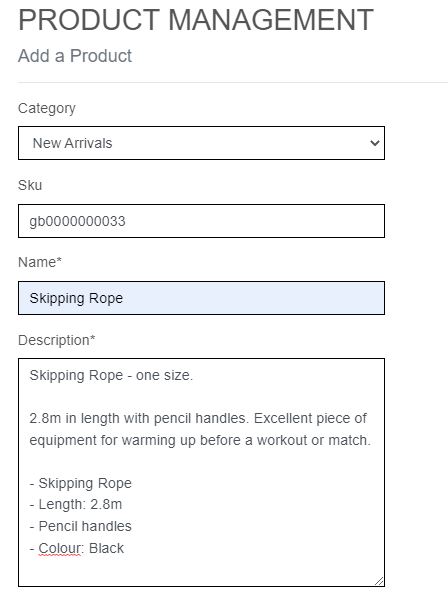 PRODUCT MANAGEMENT
Add a Product
Category
New Arrivals
Sku
gb0000000033
Name*
Skipping Rope
Description*
Skipping Rope - one size.
2.8m in length with pencil handles. Excellent piece of
equipment for warming up before a workout or match.
- Skipping Rope
- Length: 2.8m
- Pencil handles
- Colour: Black